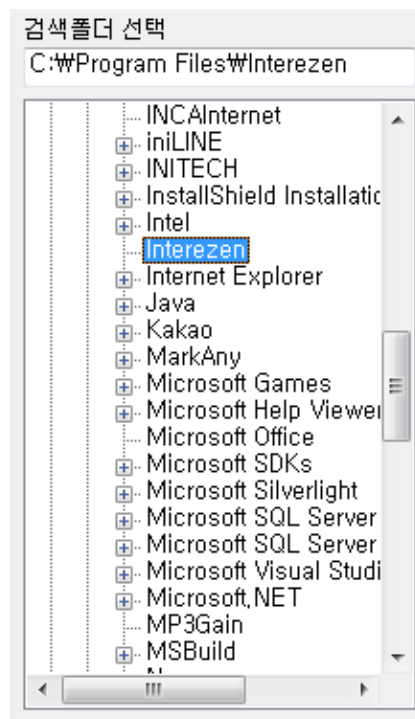 검색폴더 선택
C:₩Program Files₩Interezen
INCAInternet
iniLINE
INITECH
InstallShield Installatic
Intel
Interezen
Internet Explorer
Java
Kakao
MarkAny
Microsoft Games
Microsoft Help Viewer
Microsoft Office
Microsoft SDKs
Microsoft Silverlight
Microsoft SQL Server
Microsoft SQL Server
Microsoft Visual Studi
Microsoft.NET
MP3Gain
MSBuild